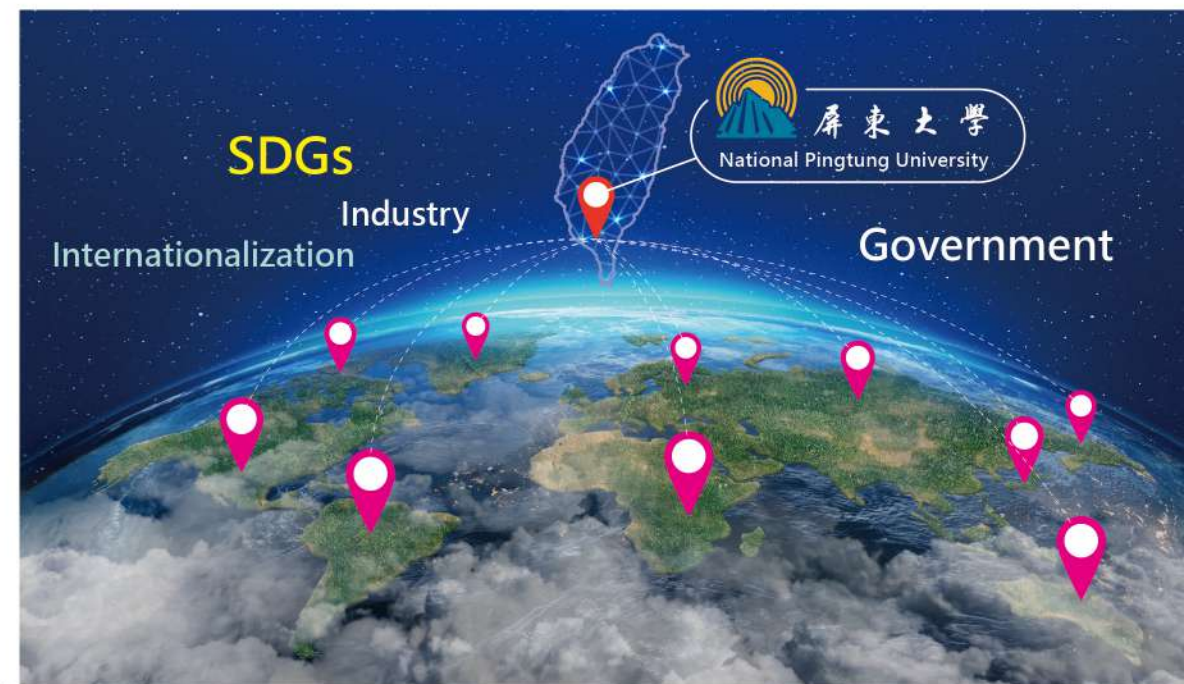 屏東大學
National Pingtung University
SDGs
Industry
Internationalization
Government